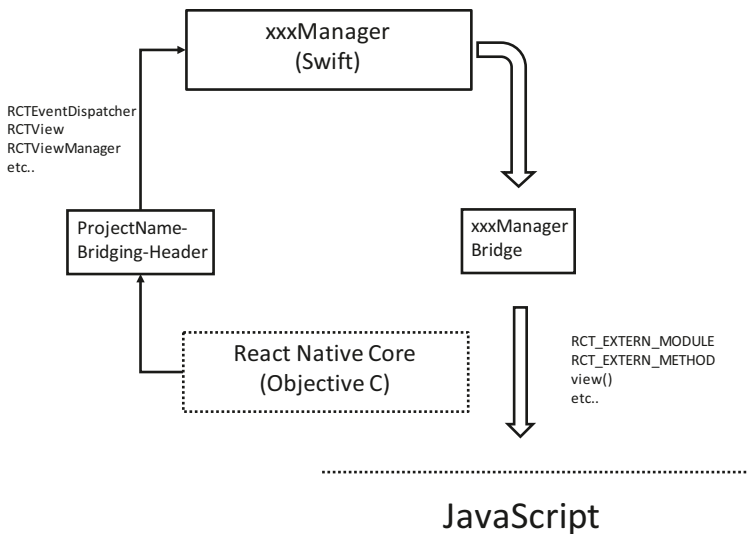 xxxManager
(Swift)
RCTEventDispatcher
RCTView
RCTViewManager
etc..
ProjectName-
Bridging-Header
xxxManager
Bridge
React Native Core
(Objective C)
RCT_EXTERN_MODULE
RCT_EXTERN_METHOD
view()
etc..
JavaScript